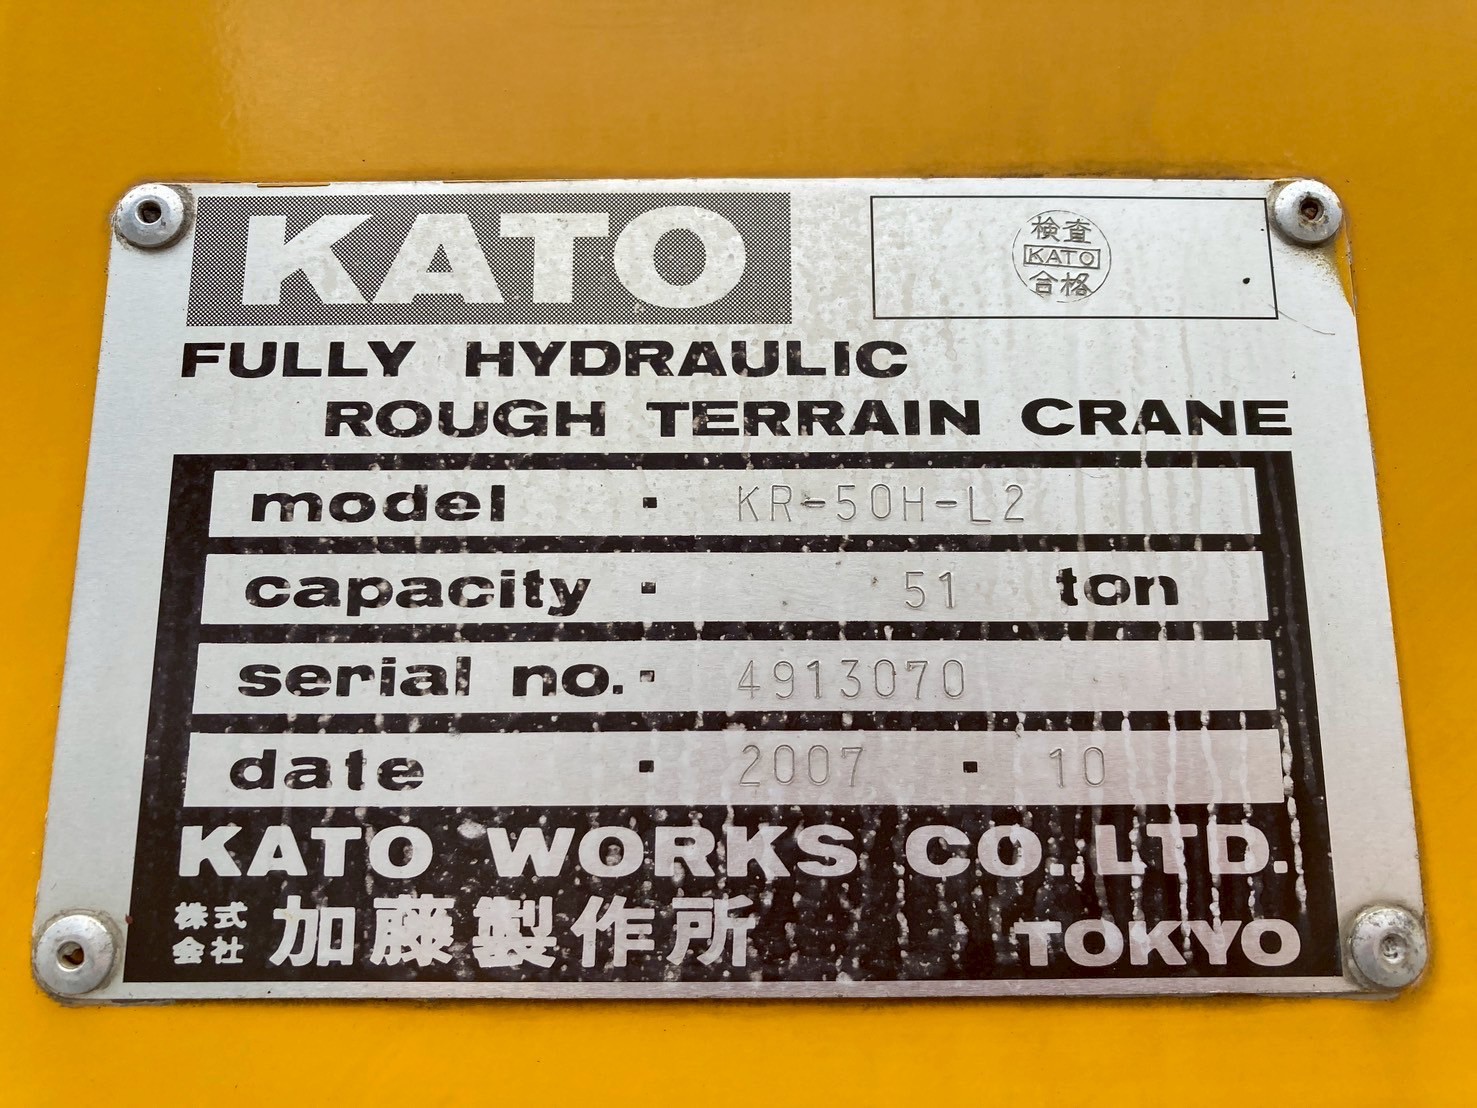 KATO
検査
KATO
合格
FULLY HYDRAULIC
ROUGH TERRAIN CRANE
model · KR-50H-L2
capacity · 51 ton
serial no. · 4913070
date · 2007 · 10
KATO WORKS CO.,LTD.
株式会社 加藤製作所 TOKYO